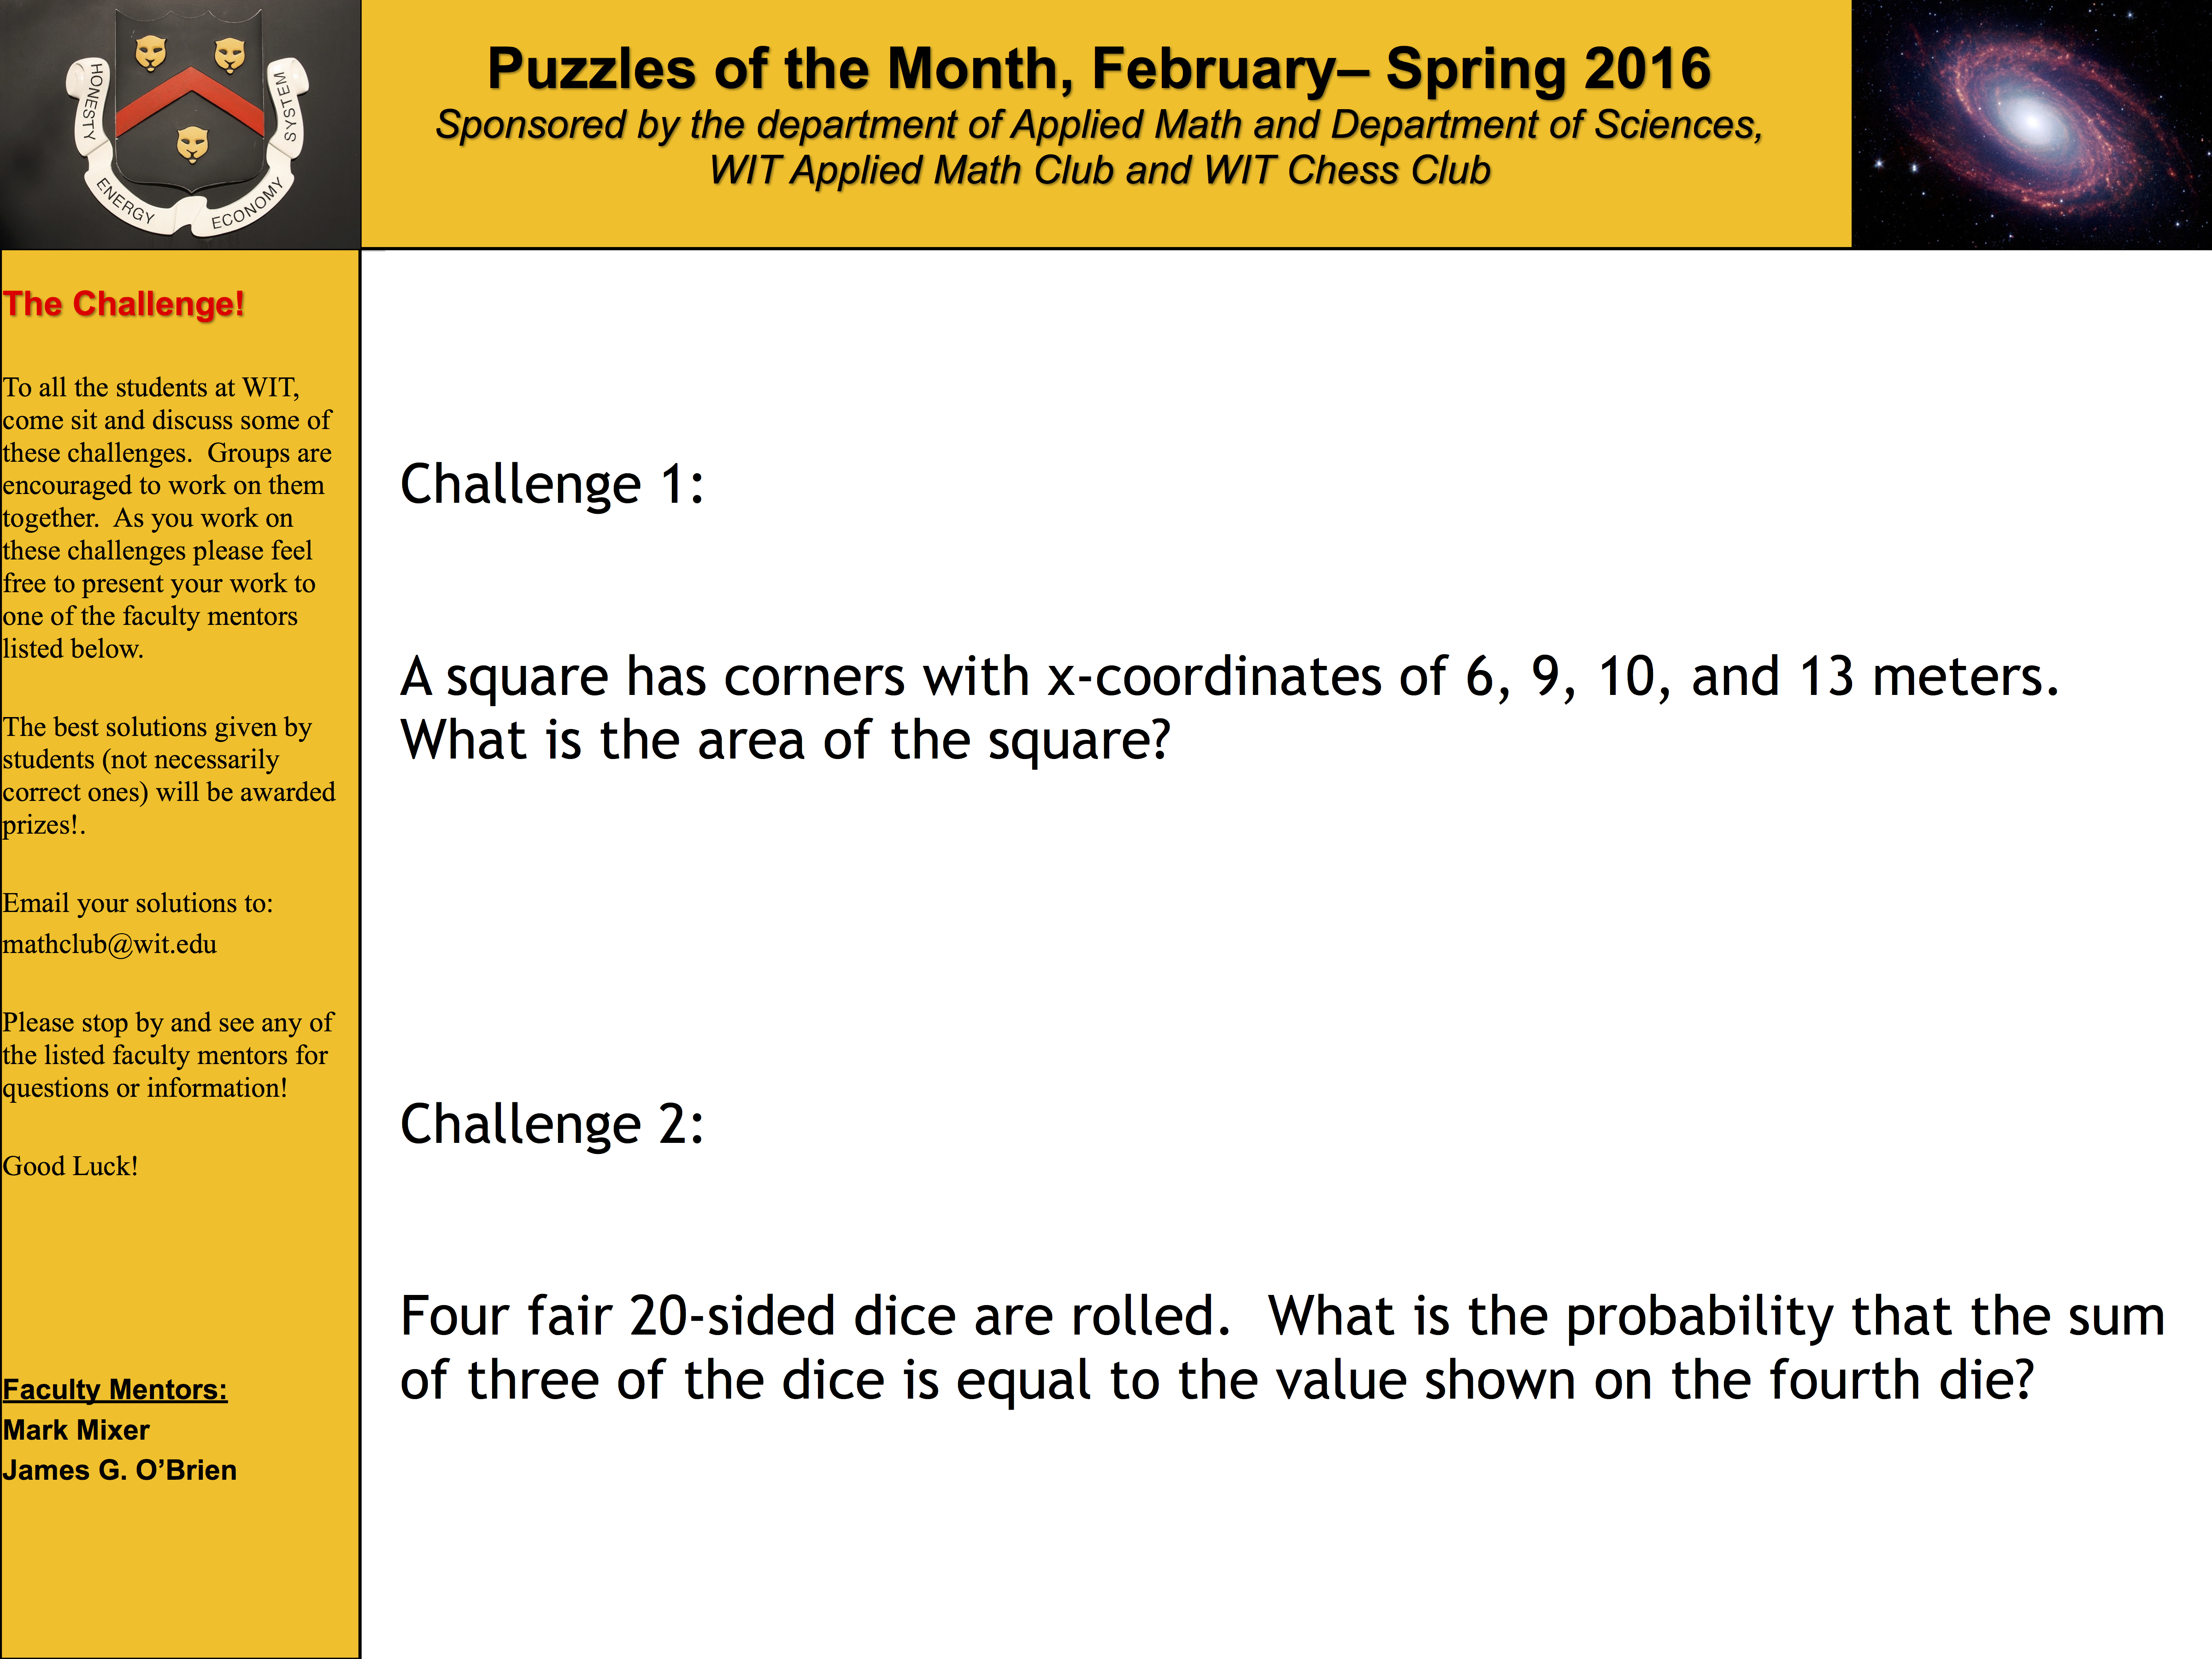 HONESTY
SYSTEM
ENERGY
ECONOMY
Puzzles of the Month, February– Spring 2016
Sponsored by the department of Applied Math and Department of Sciences,
WIT Applied Math Club and WIT Chess Club
The Challenge!
To all the students at WIT,
come sit and discuss some of
these challenges.  Groups are
encouraged to work on them
together.  As you work on
these challenges please feel
free to present your work to
one of the faculty mentors
listed below.
The best solutions given by
students (not necessarily
correct ones) will be awarded
prizes!.
Email your solutions to:
mathclub@wit.edu
Please stop by and see any of
the listed faculty mentors for
questions or information!
Good Luck!
Faculty Mentors:
Mark Mixer
James G. O’Brien
Challenge 1:
A square has corners with x-coordinates of 6, 9, 10, and 13 meters.
What is the area of the square?
Challenge 2:
Four fair 20-sided dice are rolled.  What is the probability that the sum
of three of the dice is equal to the value shown on the fourth die?